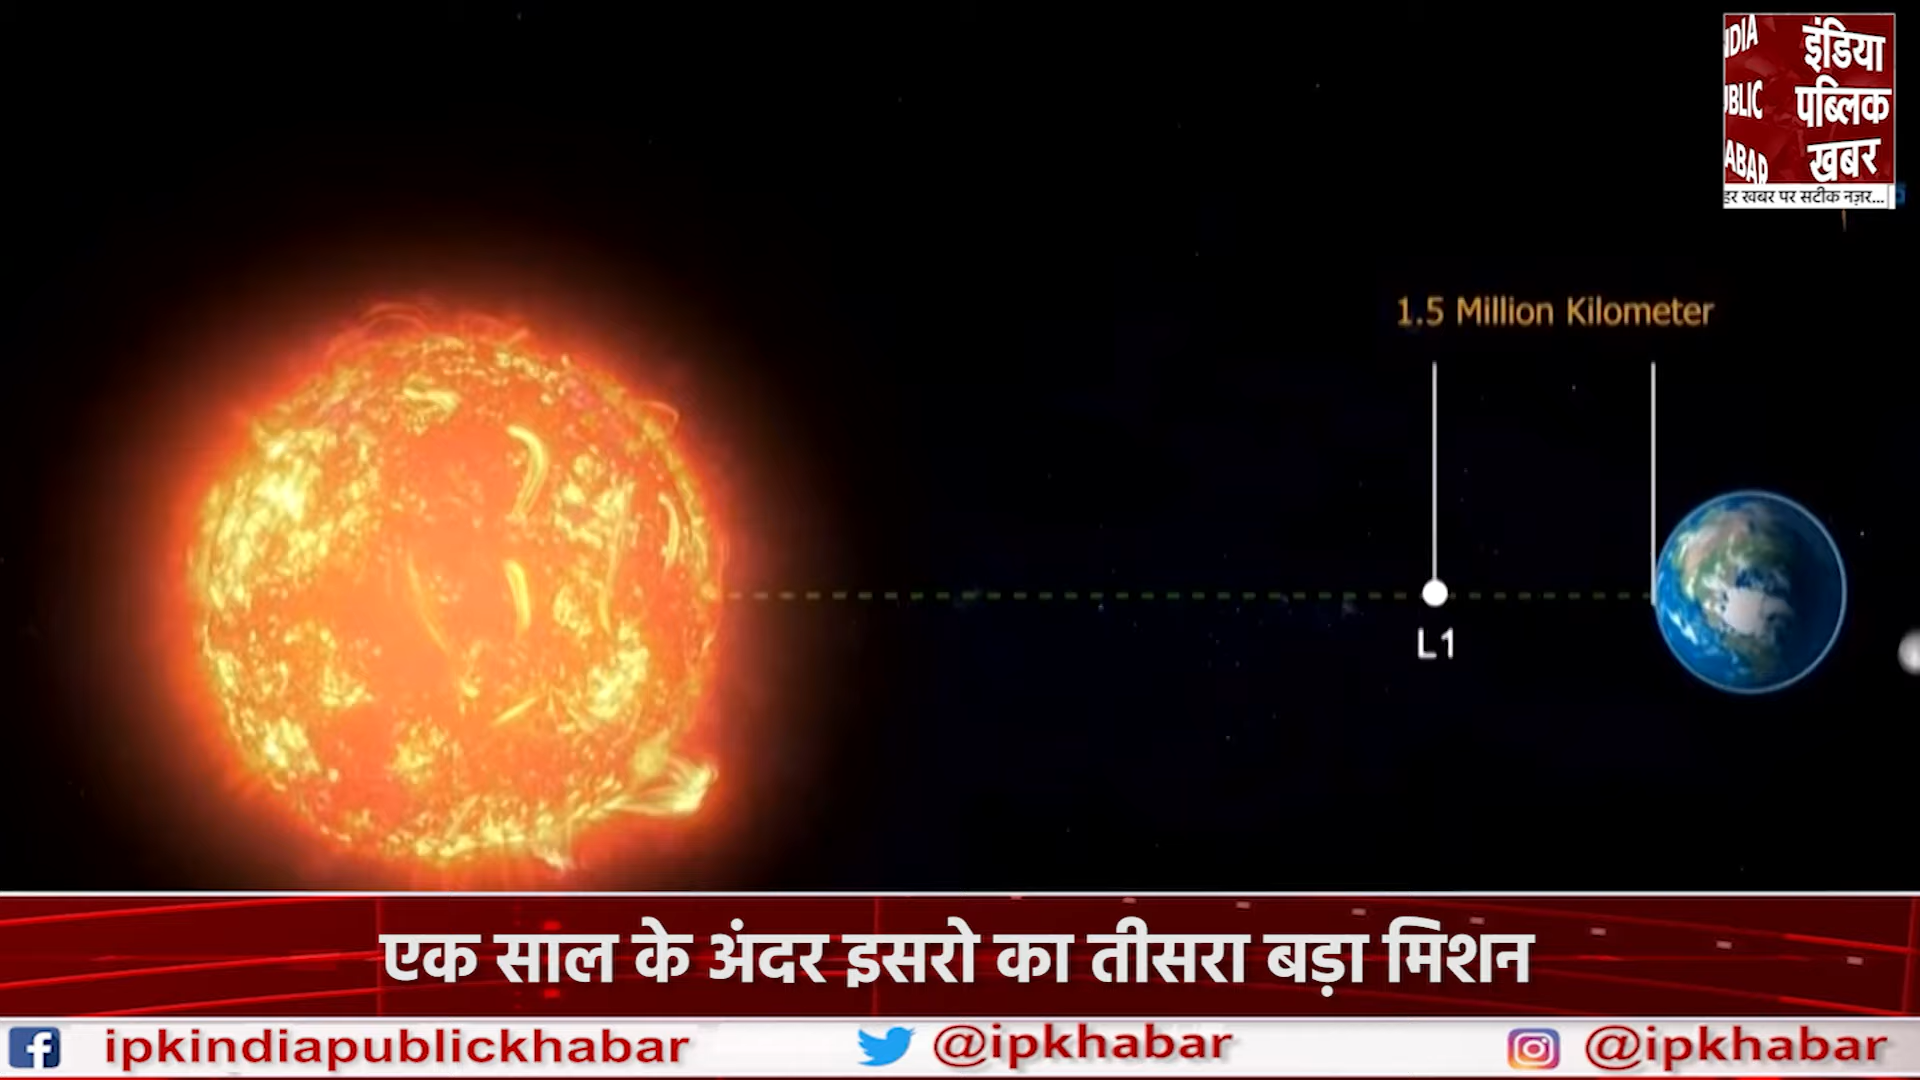 इंडिया
पब्लिक
खबर
हर खबर पर सटीक नज़र...
1.5 Million Kilometer
L1
एक साल के अंदर इसरो का तीसरा बड़ा मिशन
ipkindiapublickhabar
@ipkhabar
@ipkhabar